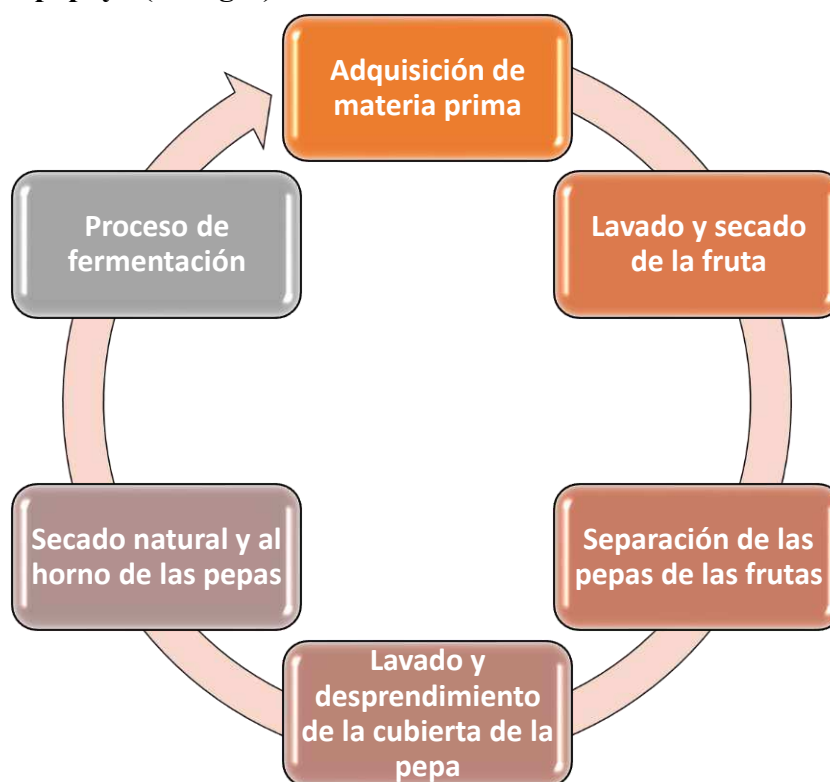 Adquisición de
materia prima
Lavado y secado
de la fruta
Separación de las
pepas de las frutas
Lavado y
desprendimiento
de la cubierta de la
pepa
Secado natural y al
horno de las pepas
Proceso de
fermentación